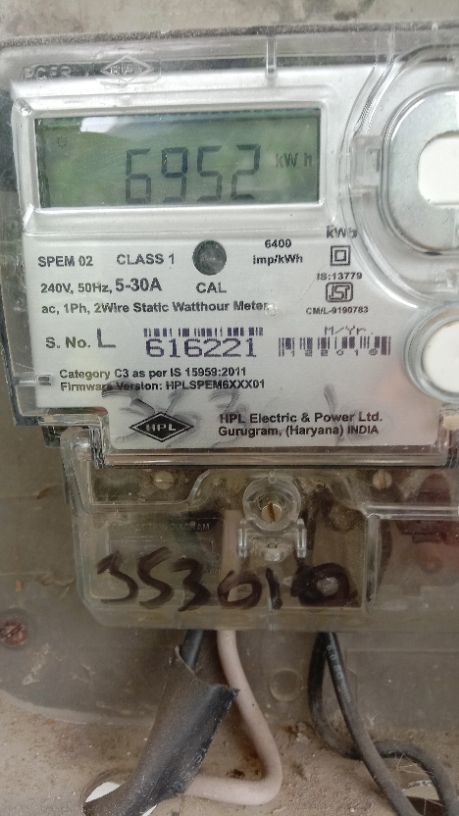 HPL
6952 kWh
kWh
SPEM 02 CLASS 1 6400 imp/kWh
240V, 50Hz, 5-30A CAL
IS:13779
ac, 1Ph, 2Wire Static Watthour Meter
CM/L-9190783
M/Yr.
S. No. L 616221 122016
Category C3 as per IS 15959:2011
Firmware Version: HPLSPEM6XXX01
HPL HPL Electric & Power Ltd.
Gurugram, (Haryana) INDIA
353010